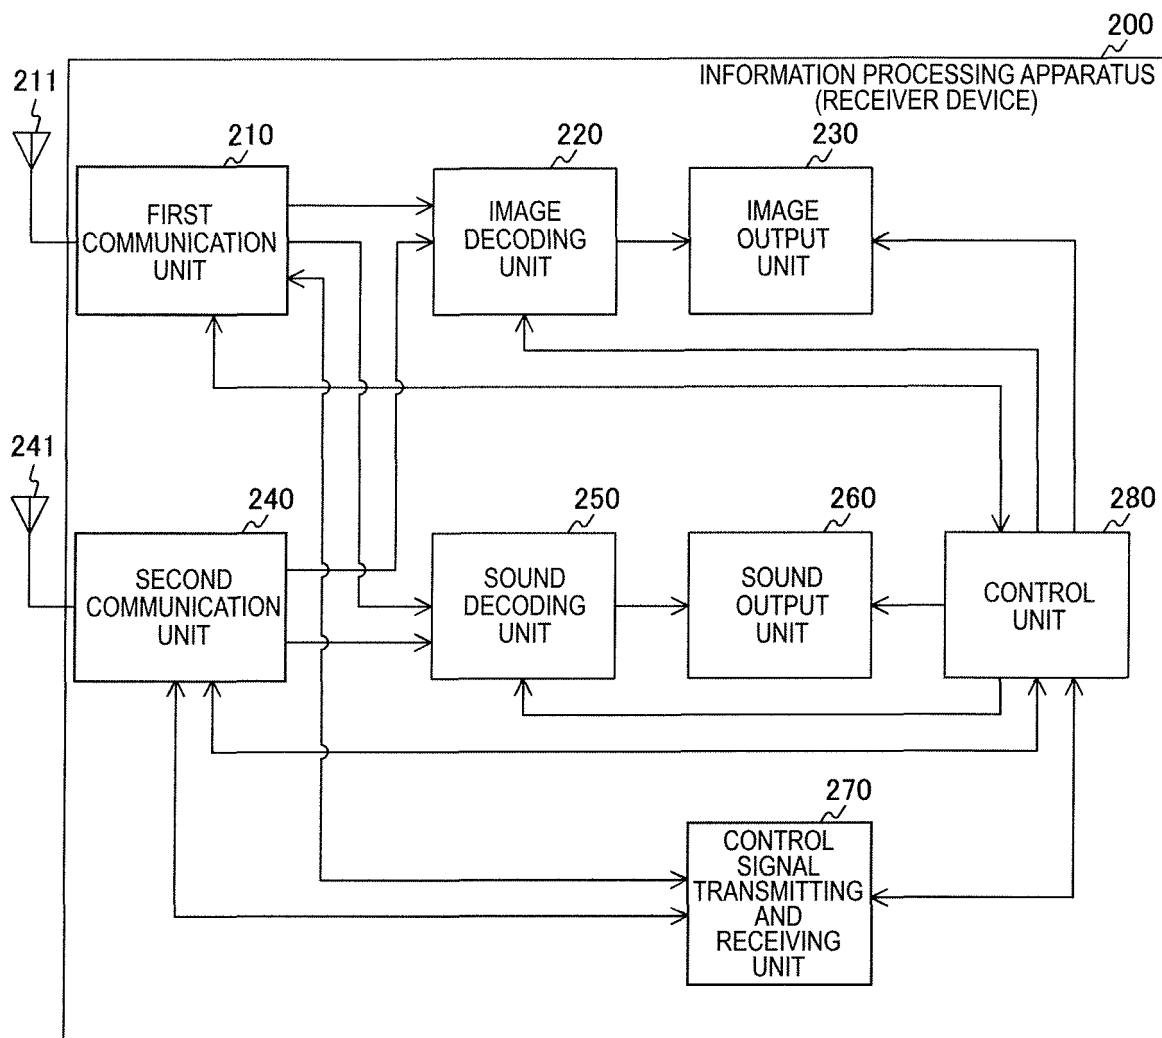 200
INFORMATION PROCESSING APPARATUS
(RECEIVER DEVICE)
211
210
FIRST
COMMUNICATION
UNIT
220
IMAGE
DECODING
UNIT
230
IMAGE
OUTPUT
UNIT
241
240
SECOND
COMMUNICATION
UNIT
250
SOUND
DECODING
UNIT
260
SOUND
OUTPUT
UNIT
280
CONTROL
UNIT
270
CONTROL
SIGNAL
TRANSMITTING
AND
RECEIVING
UNIT